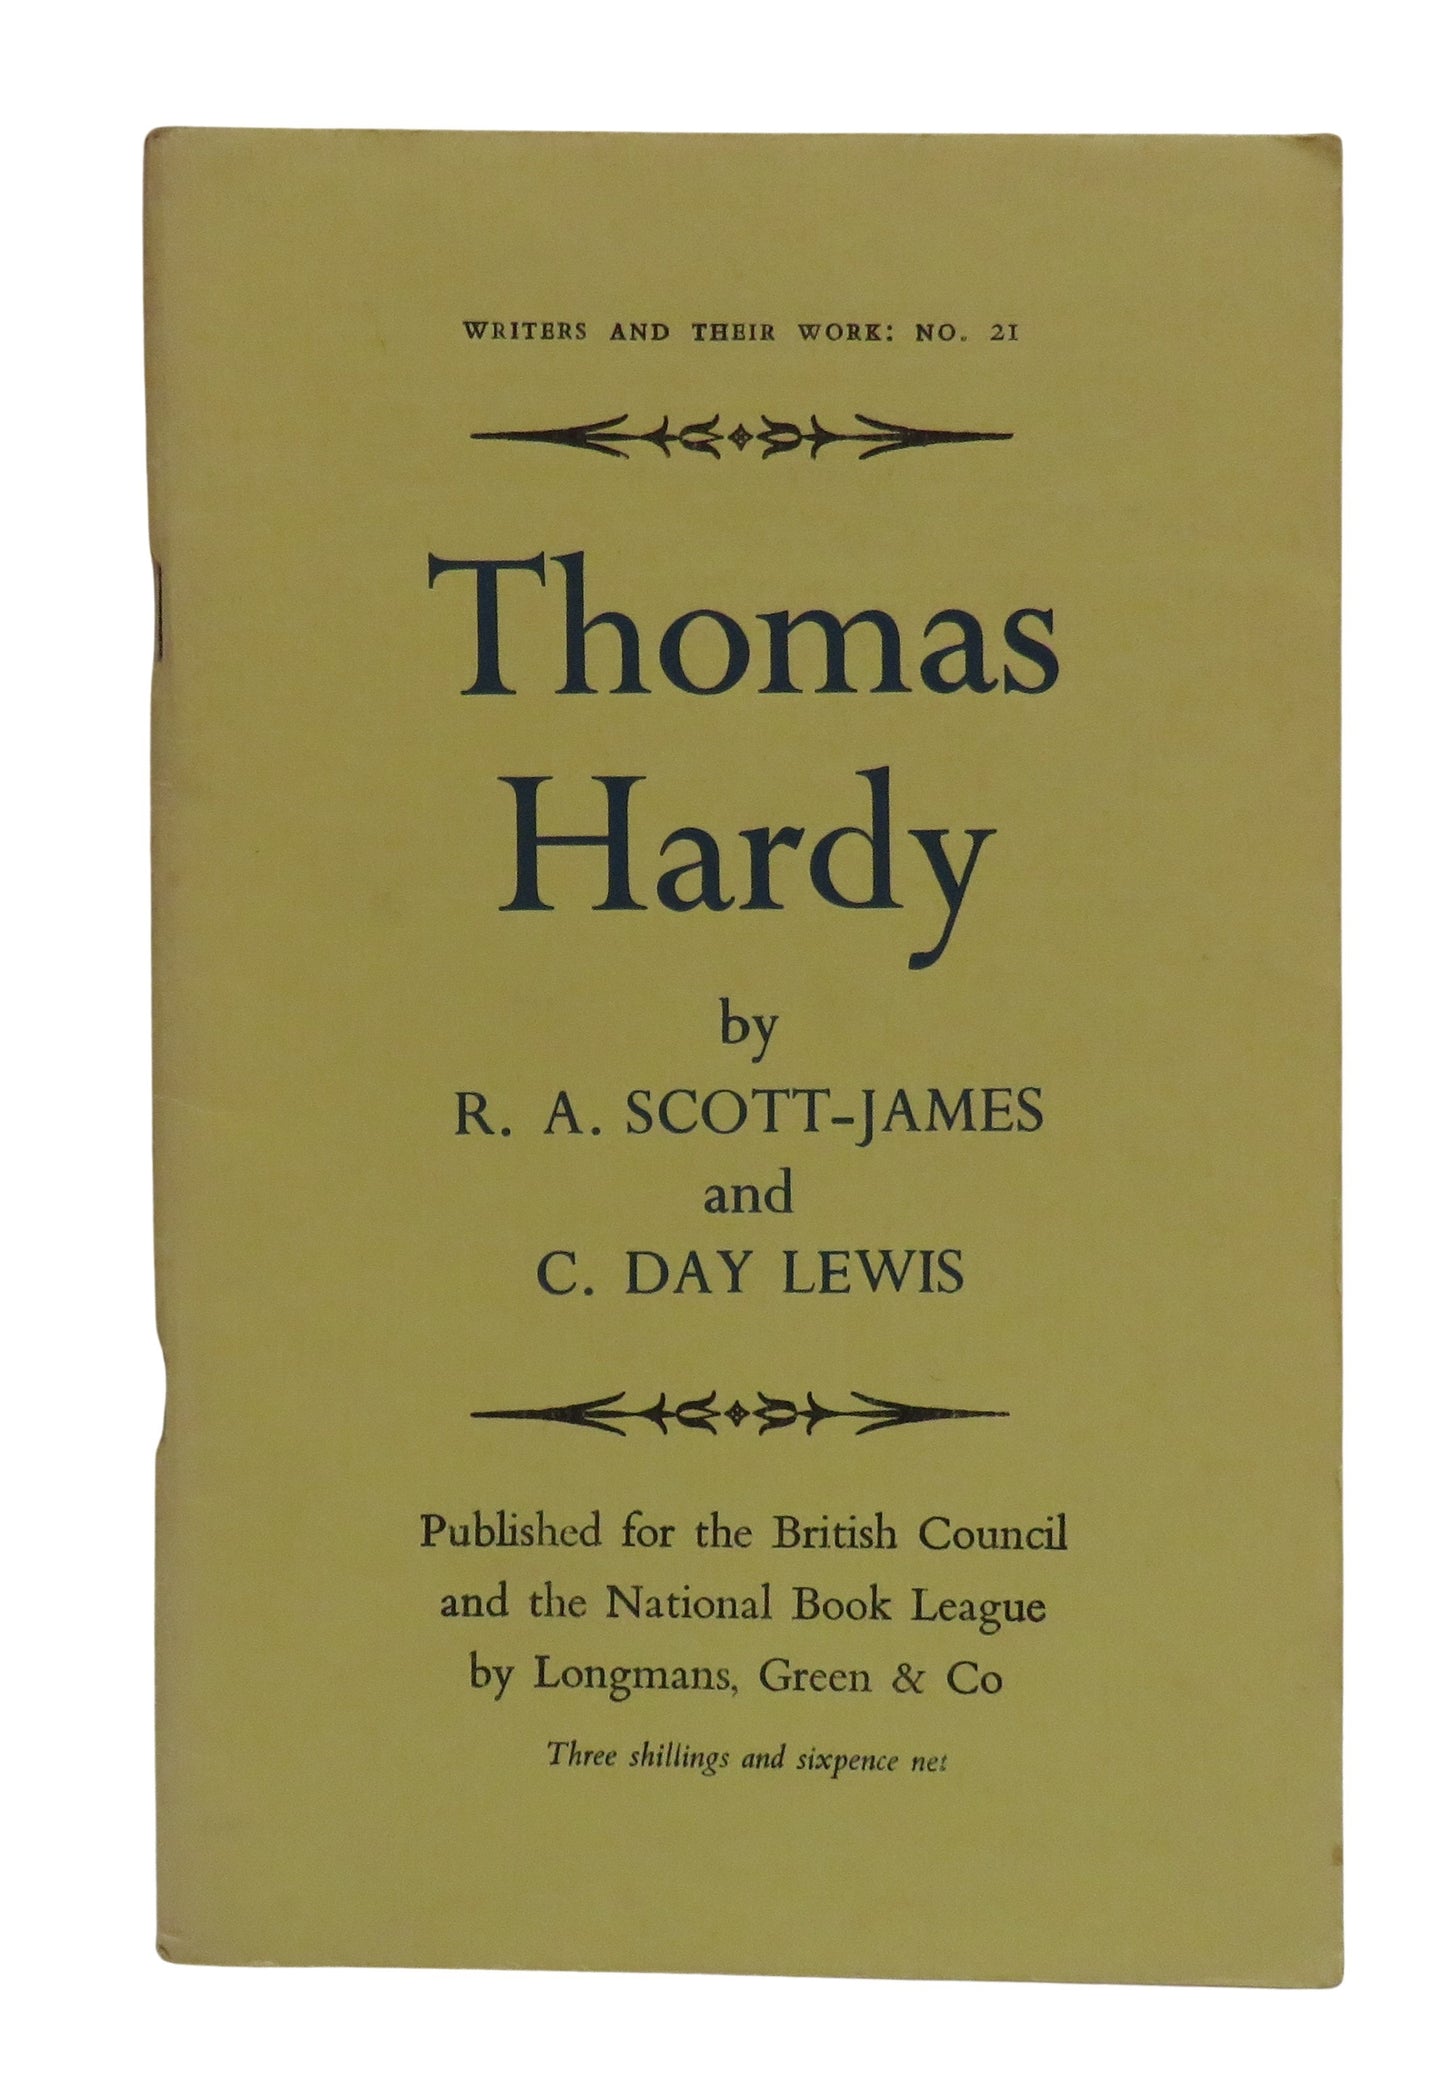 WRITERS AND THEIR WORK: NO. 21
Thomas
Hardy
by
R. A. SCOTT-JAMES
and
C. DAY LEWIS
Published for the British Council
and the National Book League
by Longmans, Green & Co
Three shillings and sixpence net